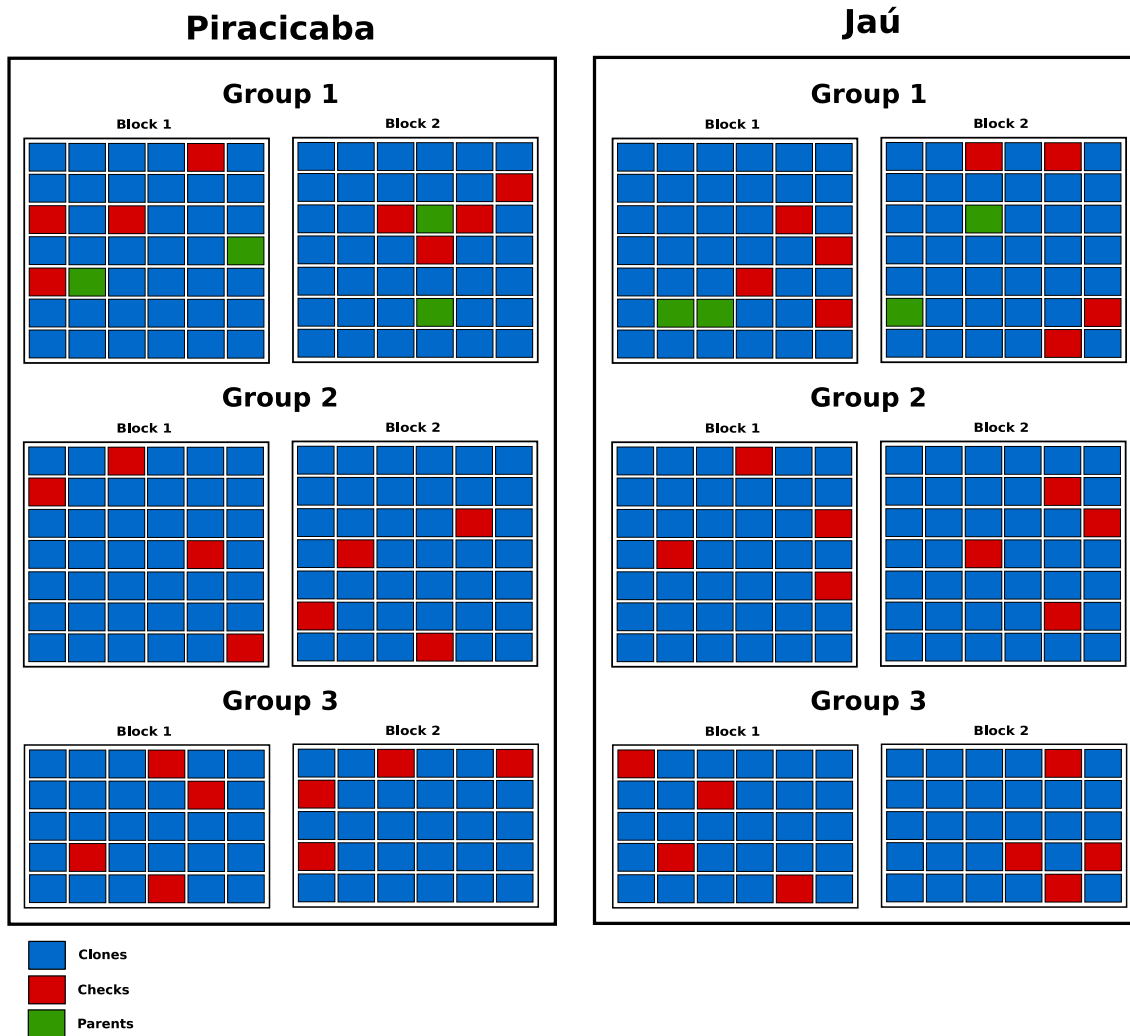 Piracicaba
Jaú
Group 1
Block 1
Block 2
Group 1
Block 1
Block 2
Group 2
Block 1
Block 2
Group 2
Block 1
Block 2
Group 3
Block 1
Block 2
Group 3
Block 1
Block 2
Clones
Checks
Parents